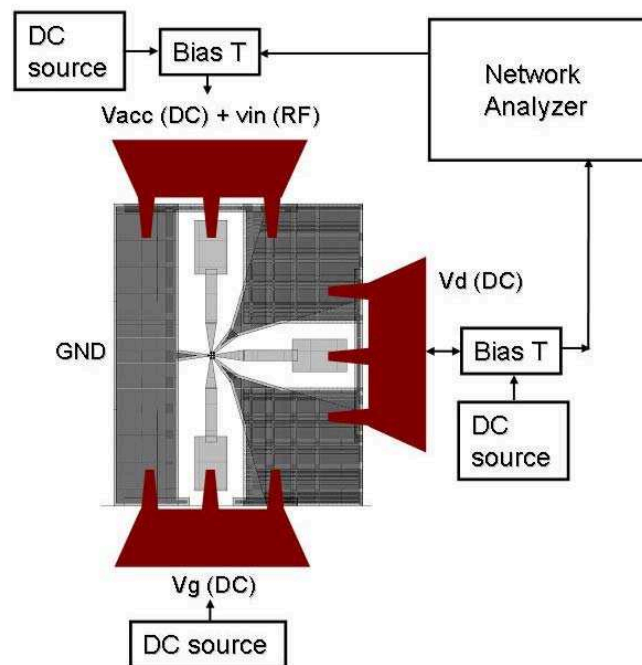 DC
source
Bias T
Network
Analyzer
Vacc (DC) + vin (RF)
Vd (DC)
GND
Bias T
DC
source
Vg (DC)
DC source